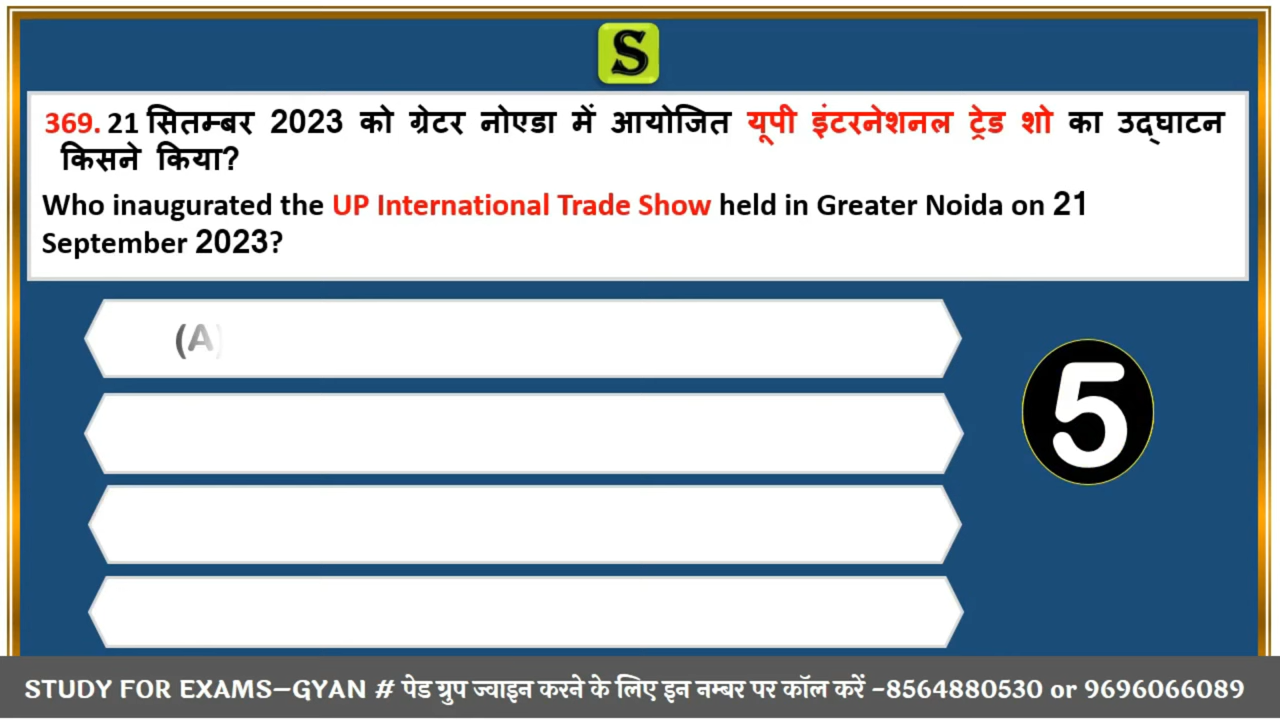 S
369. 21 सितम्बर 2023 को ग्रेटर नोएडा में आयोजित यूपी इंटरनेशनल ट्रेड शो का उद्घाटन
किसने किया?
Who inaugurated the UP International Trade Show held in Greater Noida on 21
September 2023?
(A)
5
STUDY FOR EXAMS–GYAN # पेड ग्रुप ज्वाइन करने के लिए इन नम्बर पर कॉल करें –8564880530 or 9696066089